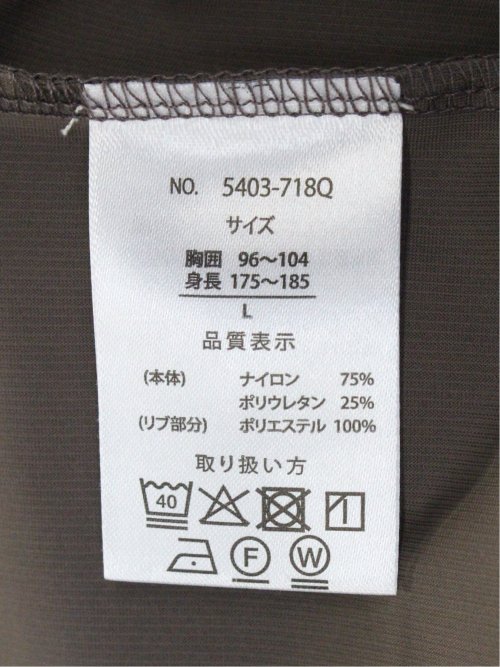 NO. 5403-718Q
サイズ
胸囲 96～104
身長 175～185
L
品質表示
(本体) ナイロン 75%
ポリウレタン 25%
(リブ部分) ポリエステル 100%
取り扱い方
40
F W